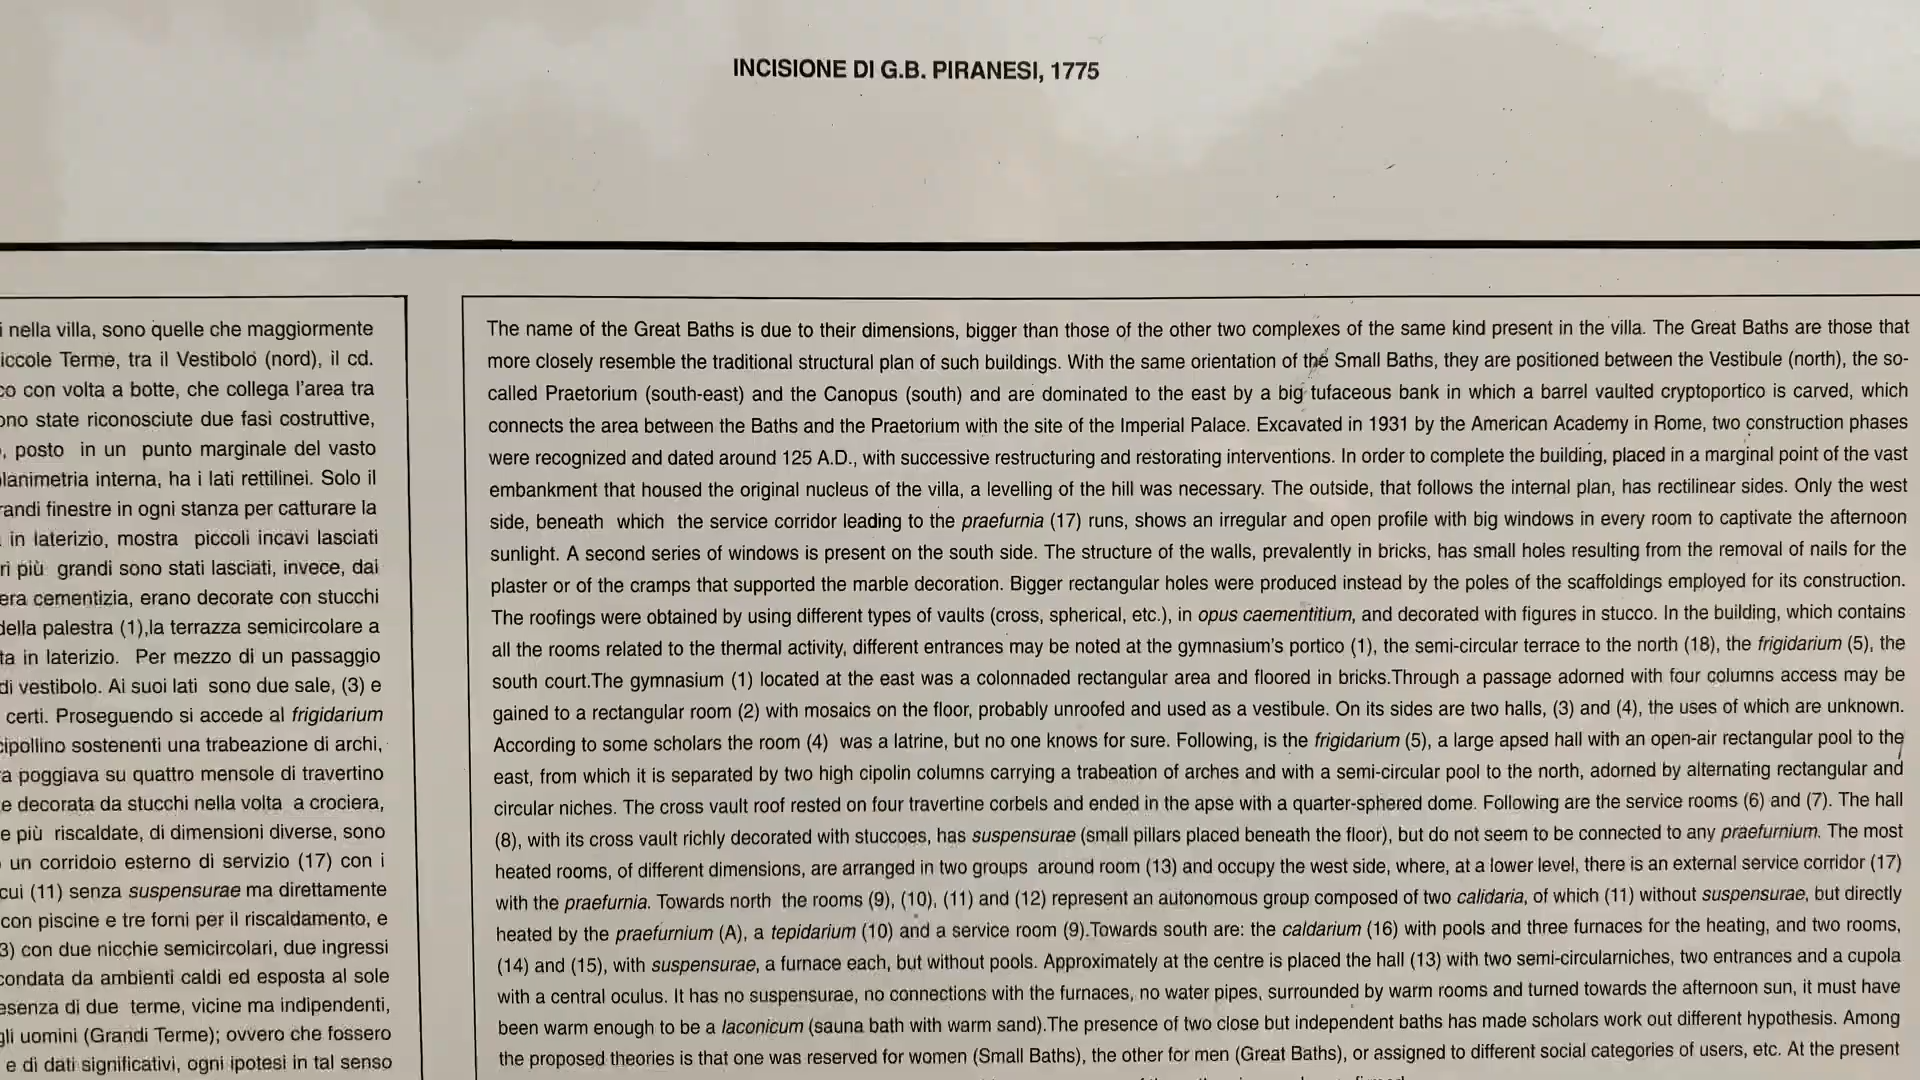 INCISIONE DI G.B. PIRANESI, 1775
nella villa, sono quelle che maggiormente
iccole Terme, tra il Vestibolo (nord), il cd.
co con volta a botte, che collega l'area tra
ono state riconosciute due fasi costruttive,
, posto in un punto marginale del vasto
lanimetria interna, ha i lati rettilinei. Solo il
randi finestre in ogni stanza per catturare la
in laterizio, mostra piccoli incavi lasciati
ri più grandi sono stati lasciati, invece, dai
era cementizia, erano decorate con stucchi
della palestra (1),la terrazza semicircolare a
ta in laterizio. Per mezzo di un passaggio
di vestibolo. Ai suoi lati sono due sale, (3) e
certi. Proseguendo si accede al frigidarium
cipollino sostenenti una trabeazione di archi,
a poggiava su quattro mensole di travertino
e decorata da stucchi nella volta a crociera,
e più riscaldate, di dimensioni diverse, sono
un corridoio esterno di servizio (17) con i
cui (11) senza suspensurae ma direttamente
con piscine e tre forni per il riscaldamento, e
3) con due nicchie semicircolari, due ingressi
condata da ambienti caldi ed esposta al sole
esenza di due terme, vicine ma indipendenti,
gli uomini (Grandi Terme); ovvero che fossero
e di dati significativi, ogni ipotesi in tal senso
The name of the Great Baths is due to their dimensions, bigger than those of the other two complexes of the same kind present in the villa. The Great Baths are those that
more closely resemble the traditional structural plan of such buildings. With the same orientation of the Small Baths, they are positioned between the Vestibule (north), the so-
called Praetorium (south-east) and the Canopus (south) and are dominated to the east by a big tufaceous bank in which a barrel vaulted cryptoportico is carved, which
connects the area between the Baths and the Praetorium with the site of the Imperial Palace. Excavated in 1931 by the American Academy in Rome, two construction phases
were recognized and dated around 125 A.D., with successive restructuring and restorating interventions. In order to complete the building, placed in a marginal point of the vast
embankment that housed the original nucleus of the villa, a levelling of the hill was necessary. The outside, that follows the internal plan, has rectilinear sides. Only the west
side, beneath which the service corridor leading to the praefurnia (17) runs, shows an irregular and open profile with big windows in every room to captivate the afternoon
sunlight. A second series of windows is present on the south side. The structure of the walls, prevalently in bricks, has small holes resulting from the removal of nails for the
plaster or of the cramps that supported the marble decoration. Bigger rectangular holes were produced instead by the poles of the scaffoldings employed for its construction.
The roofings were obtained by using different types of vaults (cross, spherical, etc.), in opus caementitium, and decorated with figures in stucco. In the building, which contains
all the rooms related to the thermal activity, different entrances may be noted at the gymnasium's portico (1), the semi-circular terrace to the north (18), the frigidarium (5), the
south court.The gymnasium (1) located at the east was a colonnaded rectangular area and floored in bricks.Through a passage adorned with four columns access may be
gained to a rectangular room (2) with mosaics on the floor, probably unroofed and used as a vestibule. On its sides are two halls, (3) and (4), the uses of which are unknown.
According to some scholars the room (4) was a latrine, but no one knows for sure. Following, is the frigidarium (5), a large apsed hall with an open-air rectangular pool to the
east, from which it is separated by two high cipolin columns carrying a trabeation of arches and with a semi-circular pool to the north, adorned by alternating rectangular and
circular niches. The cross vault roof rested on four travertine corbels and ended in the apse with a quarter-sphered dome. Following are the service rooms (6) and (7). The hall
(8), with its cross vault richly decorated with stuccoes, has suspensurae (small pillars placed beneath the floor), but do not seem to be connected to any praefurnium. The most
heated rooms, of different dimensions, are arranged in two groups around room (13) and occupy the west side, where, at a lower level, there is an external service corridor (17)
with the praefurnia. Towards north the rooms (9), (10), (11) and (12) represent an autonomous group composed of two calidaria, of which (11) without suspensurae, but directly
heated by the praefurnium (A), a tepidarium (10) and a service room (9).Towards south are: the caldarium (16) with pools and three furnaces for the heating, and two rooms,
(14) and (15), with suspensurae, a furnace each, but without pools. Approximately at the centre is placed the hall (13) with two semi-circularniches, two entrances and a cupola
with a central oculus. It has no suspensurae, no connections with the furnaces, no water pipes, surrounded by warm rooms and turned towards the afternoon sun, it must have
been warm enough to be a laconicum (sauna bath with warm sand).The presence of two close but independent baths has made scholars work out different hypothesis. Among
the proposed theories is that one was reserved for women (Small Baths), the other for men (Great Baths), or assigned to different social categories of users, etc. At the present